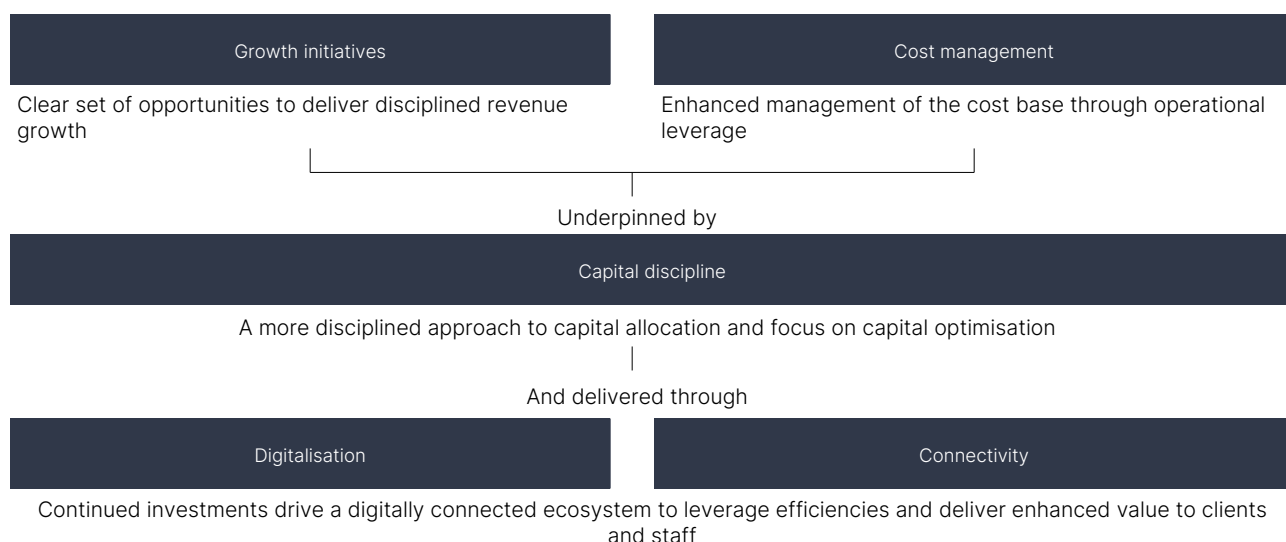 Growth initiatives
Cost management
Clear set of opportunities to deliver disciplined revenue
growth
Enhanced management of the cost base through operational
leverage
Underpinned by
Capital discipline
A more disciplined approach to capital allocation and focus on capital optimisation
And delivered through
Digitalisation
Connectivity
Continued investments drive a digitally connected ecosystem to leverage efficiencies and deliver enhanced value to clients
and staff